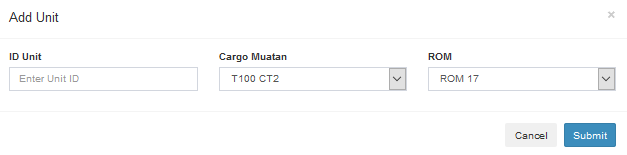 Add Unit ×
ID Unit Cargo Muatan ROM
Enter Unit ID T100 CT2 ROM 17
Cancel Submit